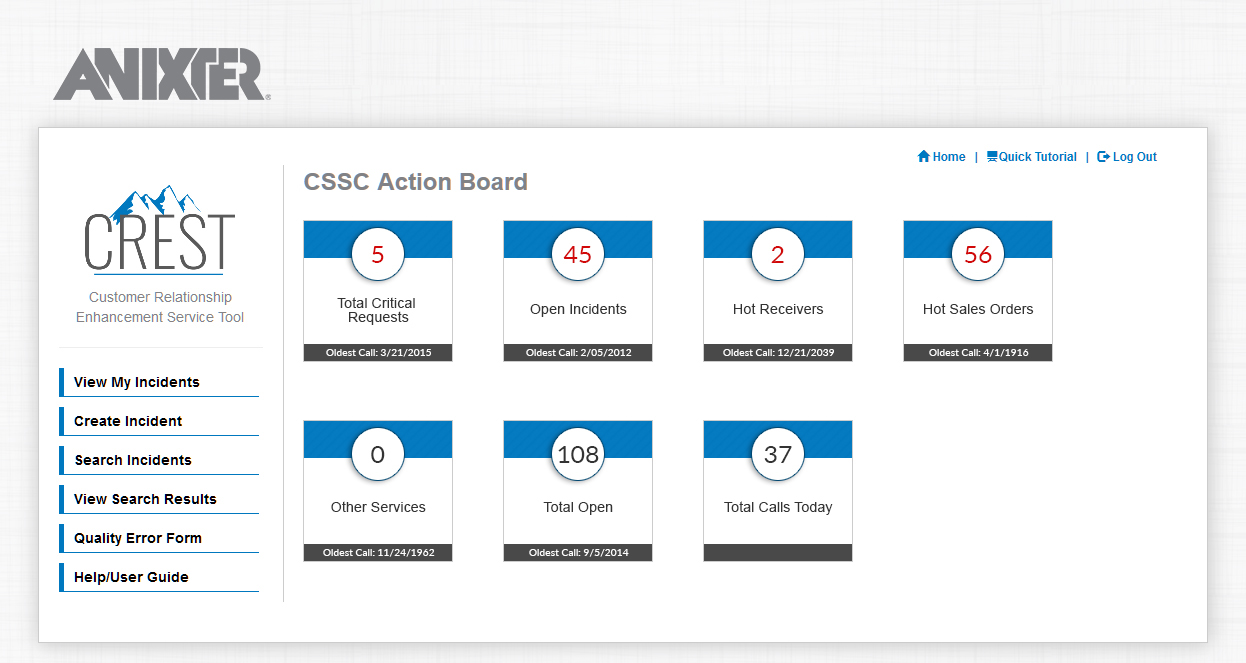 ANIXTER®
Home | Quick Tutorial | Log Out
CREST
Customer Relationship
Enhancement Service Tool
View My Incidents
Create Incident
Search Incidents
View Search Results
Quality Error Form
Help/User Guide
CSSC Action Board
5
Total Critical
Requests
Oldest Call: 3/21/2015
45
Open Incidents
Oldest Call: 2/05/2012
2
Hot Receivers
Oldest Call: 12/21/2039
56
Hot Sales Orders
Oldest Call: 4/1/1916
0
Other Services
Oldest Call: 11/24/1962
108
Total Open
Oldest Call: 9/5/2014
37
Total Calls Today